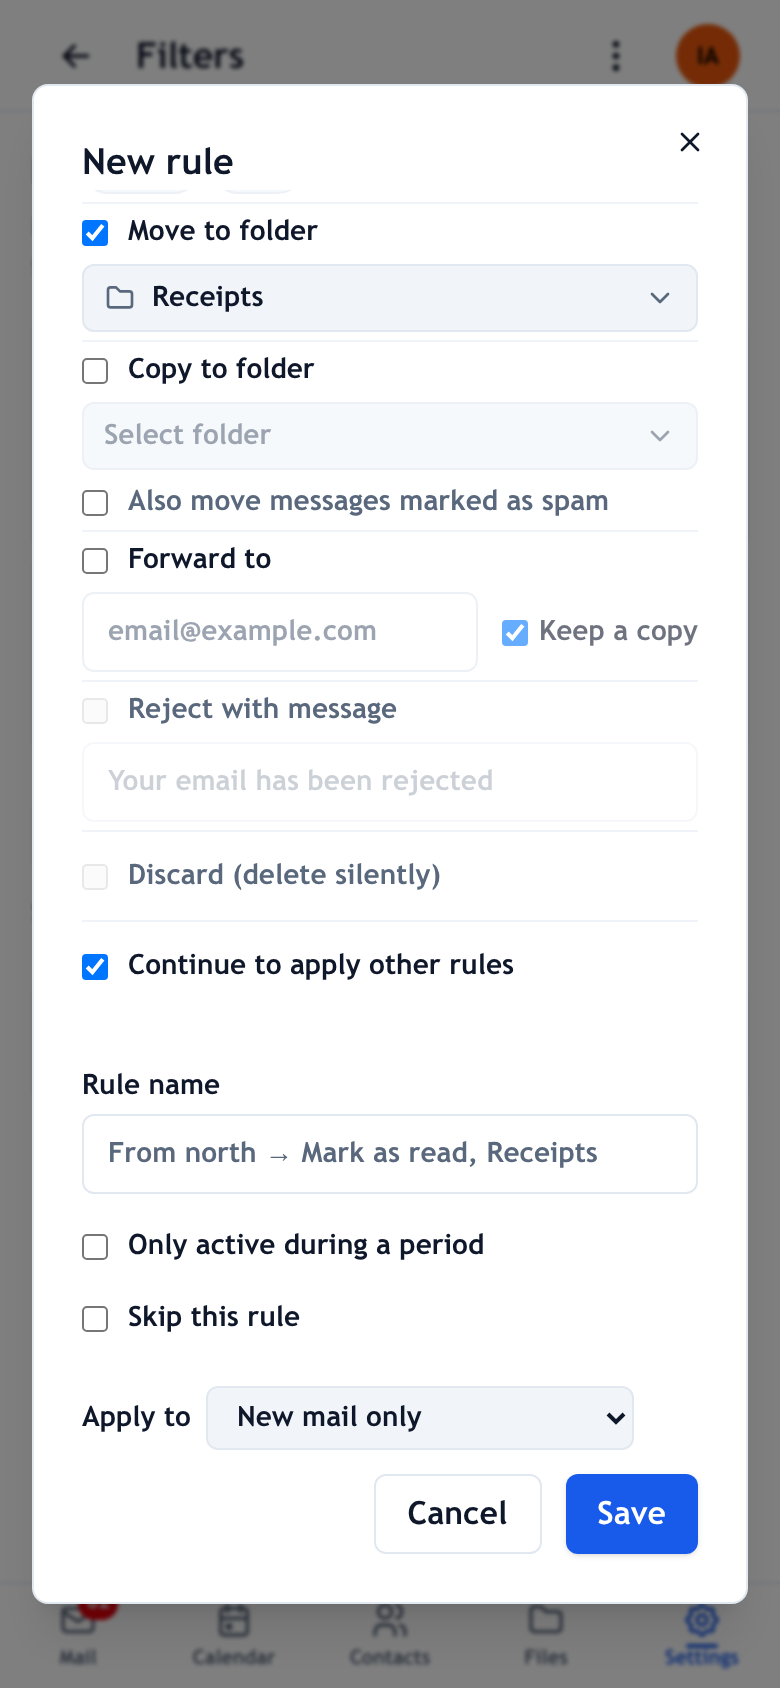 Filters
IA
New rule
Move to folder
Receipts
Copy to folder
Select folder
Also move messages marked as spam
Forward to
email@example.com
Keep a copy
Reject with message
Your email has been rejected
Discard (delete silently)
Continue to apply other rules
Rule name
From north → Mark as read, Receipts
Only active during a period
Skip this rule
Apply to
New mail only
Cancel
Save
Mail
Calendar
Contacts
Files
Settings